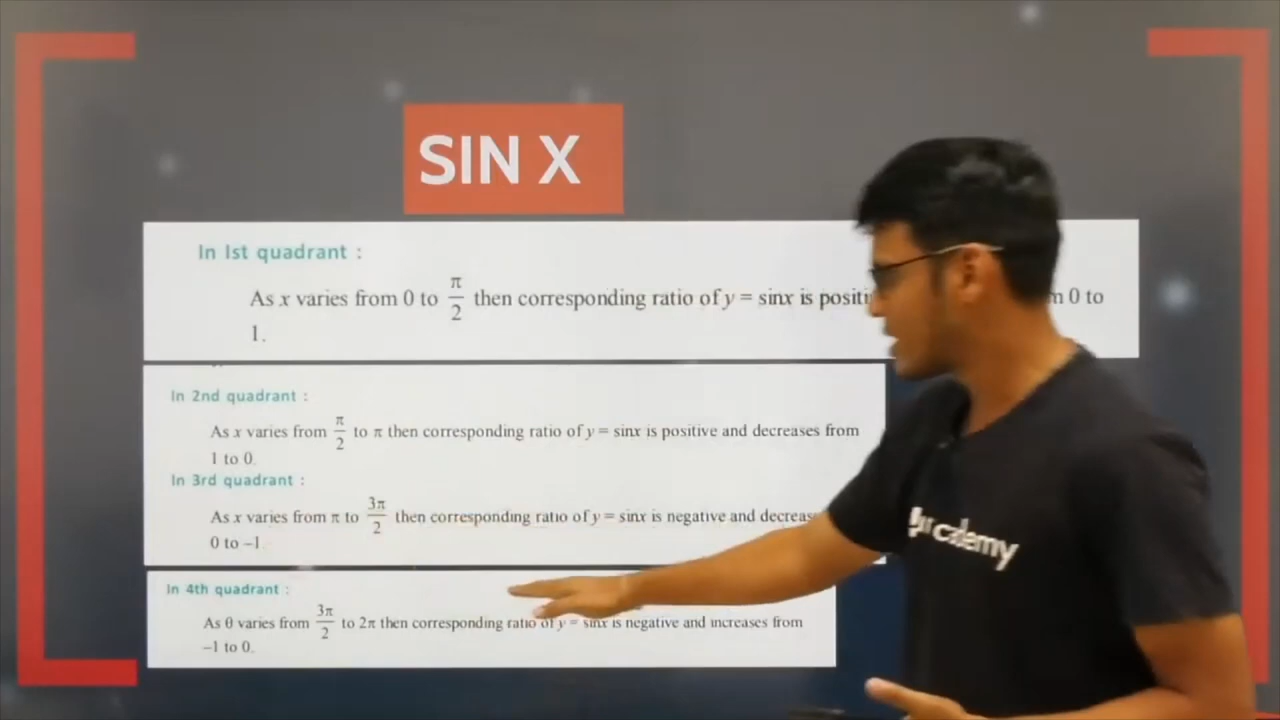 SIN X
In Ist quadrant :
As x varies from 0 to π/2 then corresponding ratio of y = sinx is 0 to
1.
In 2nd quadrant :
As x varies from π/2 to π then corresponding ratio of y = sinx is positive and decreases from
1 to 0.
In 3rd quadrant :
As x varies from π to 3π/2 then corresponding ratio of y = sinx is negative and
0 to –1
In 4th quadrant :
As θ varies from 3π/2 to 2π then corresponding ratio of y = sinx is negative and increases from
–1 to 0.